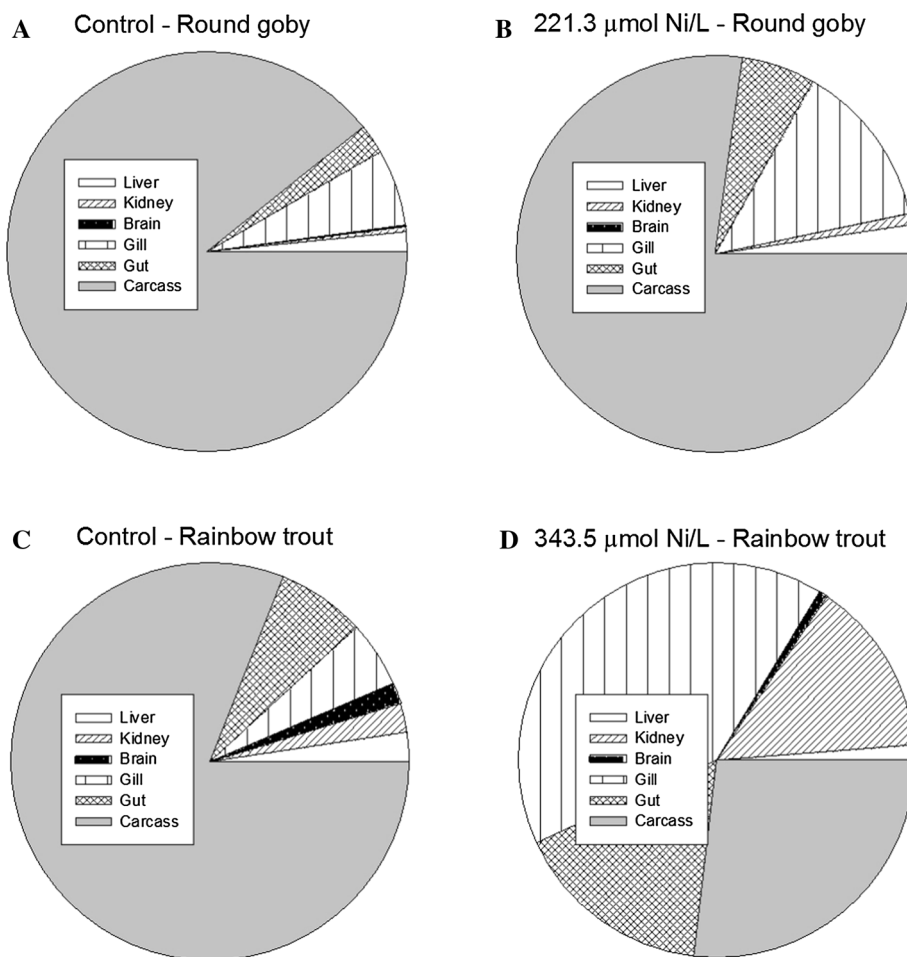 A Control - Round goby
Liver
Kidney
Brain
Gill
Gut
Carcass
B 221.3 μmol Ni/L - Round goby
Liver
Kidney
Brain
Gill
Gut
Carcass
C Control - Rainbow trout
Liver
Kidney
Brain
Gill
Gut
Carcass
D 343.5 μmol Ni/L - Rainbow trout
Liver
Kidney
Brain
Gill
Gut
Carcass